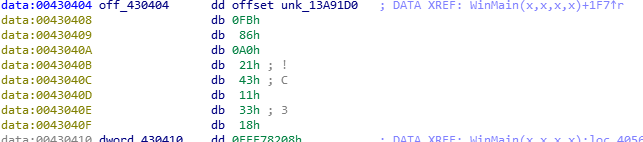 data:00430404 off_430404 dd offset unk_13A91D0 ; DATA XREF: WinMain(x,x,x,x)+1F7↑r
data:00430408 db 0FBh
data:00430409 db 86h
data:0043040A db 0A0h
data:0043040B db 21h ; !
data:0043040C db 43h ; C
data:0043040D db 11h
data:0043040E db 33h ; 3
data:0043040F db 18h
data:00430410 dword_430410 dd 0FFF78208h ; DATA XREF: WinMain(x,x,x,x):loc_4056